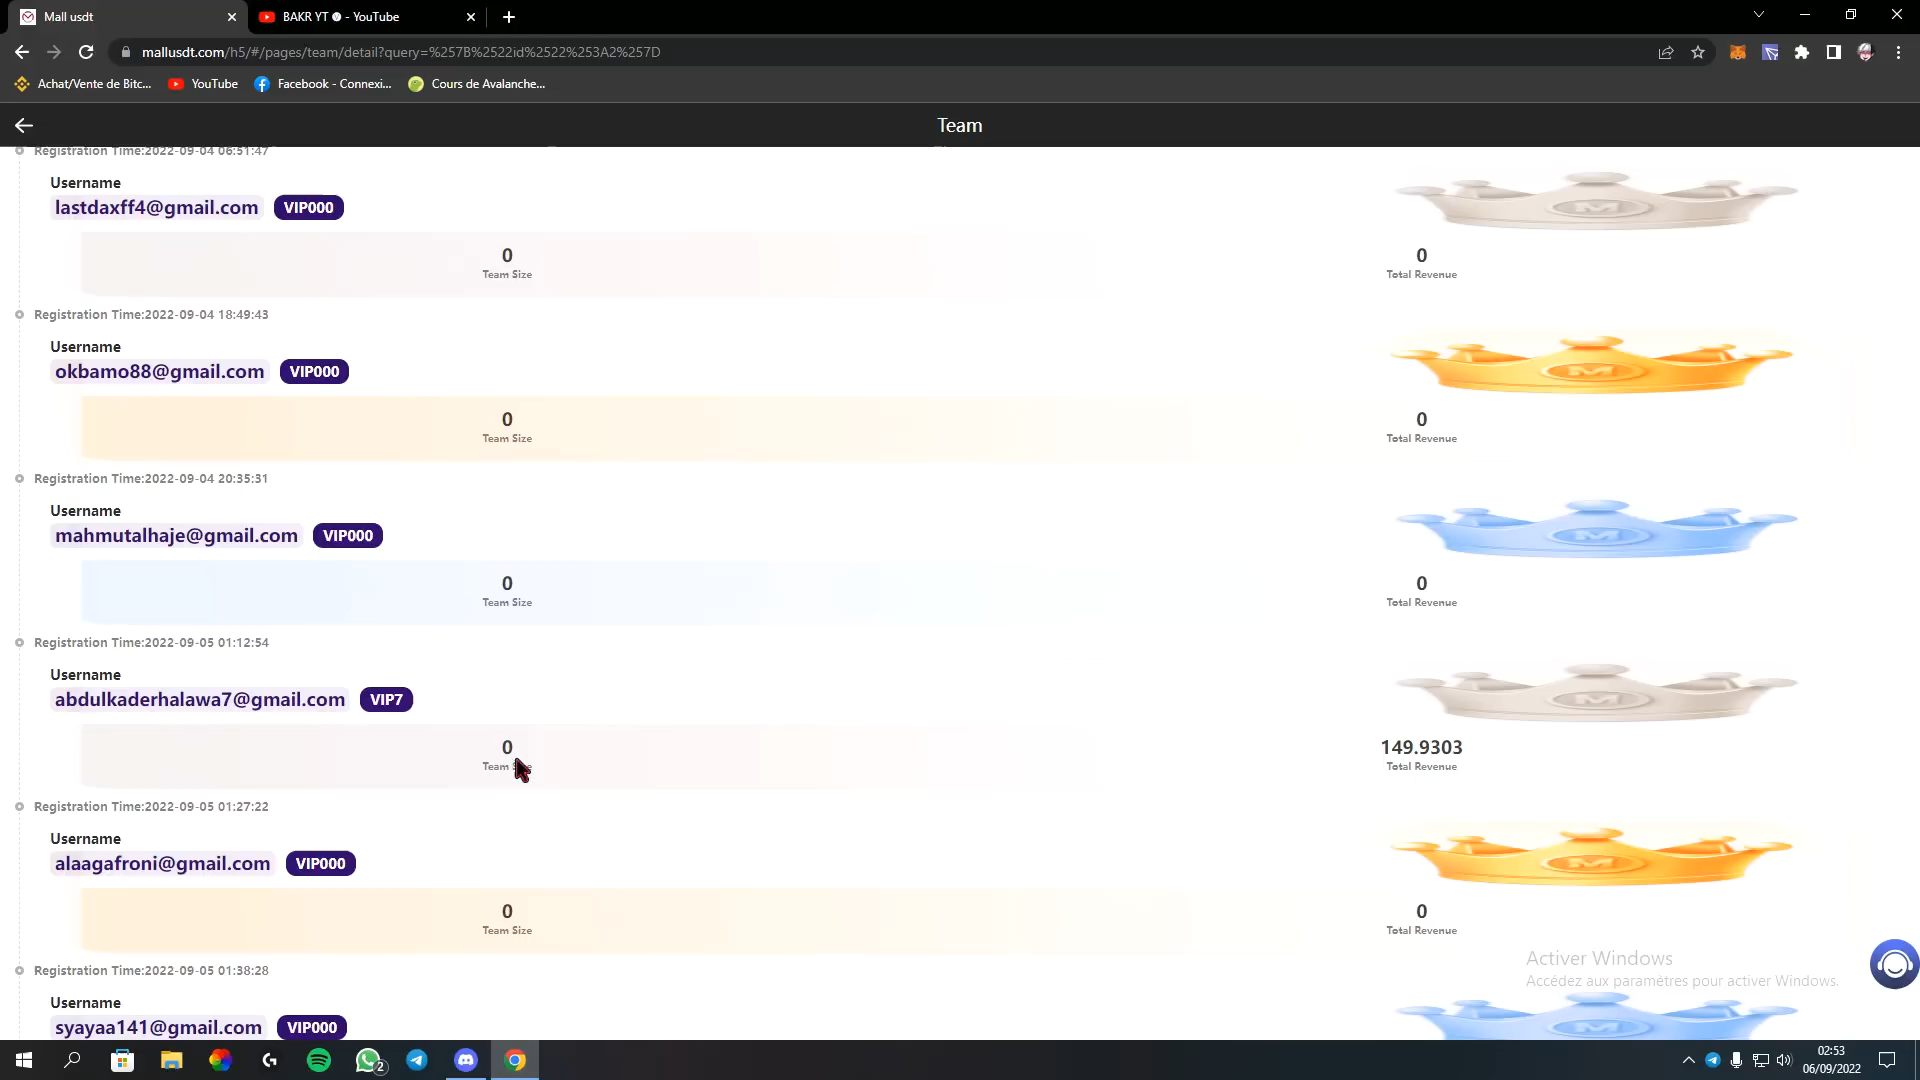 Mall usdt
BAKR YT - YouTube
mallusdt.com/h5/#/pages/team/detail?query=%257B%2522id%2522%253A2%257D
Achat/Vente de Bitc...
YouTube
Facebook - Connexi...
Cours de Avalanche...
Team
Registration Time:2022-09-04 06:51:47
Username
lastdaxff4@gmail.com VIP000
0
Team Size
0
Total Revenue
Registration Time:2022-09-04 18:49:43
Username
okbamo88@gmail.com VIP000
0
Team Size
0
Total Revenue
Registration Time:2022-09-04 20:35:31
Username
mahmutalhaje@gmail.com VIP000
0
Team Size
0
Total Revenue
Registration Time:2022-09-05 01:12:54
Username
abdulkaderhalawa7@gmail.com VIP7
0
Team Size
149.9303
Total Revenue
Registration Time:2022-09-05 01:27:22
Username
alaagafroni@gmail.com VIP000
0
Team Size
0
Total Revenue
Activer Windows
Accédez aux paramètres pour activer Windows.
Registration Time:2022-09-05 01:38:28
Username
syayaa141@gmail.com VIP000
2
02:53
06/09/2022